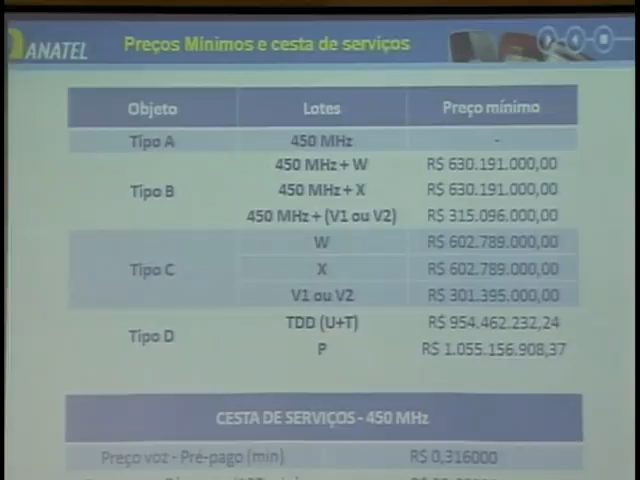 ANATEL
Preços Mínimos e cesta de serviços
Objeto Lotes Preço mínimo
Tipo A 450 MHz -
Tipo B
450 MHz + W R$ 630.191.000,00
450 MHz + X R$ 630.191.000,00
450 MHz + (V1 ou V2) R$ 315.096.000,00
Tipo C
W R$ 602.789.000,00
X R$ 602.789.000,00
V1 ou V2 R$ 301.395.000,00
Tipo D
TDD (U+T) R$ 954.462.232,24
P R$ 1.055.156.908,37
CESTA DE SERVIÇOS - 450 MHz
Preço voz - Pré-pago (min) R$ 0,316000